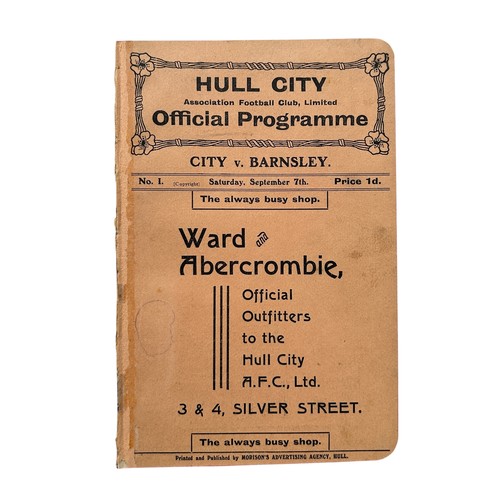 HULL CITY
Association Football Club, Limited
Official Programme
CITY v. BARNSLEY.
No. I. (Copyright) Saturday, September 7th. Price 1d.
The always busy shop.
Ward and
Abercrombie,
Official
Outfitters
to the
Hull City
A.F.C., Ltd.
3 & 4, SILVER STREET.
The always busy shop.
Printed and Published by MORISON'S ADVERTISING AGENCY, HULL.